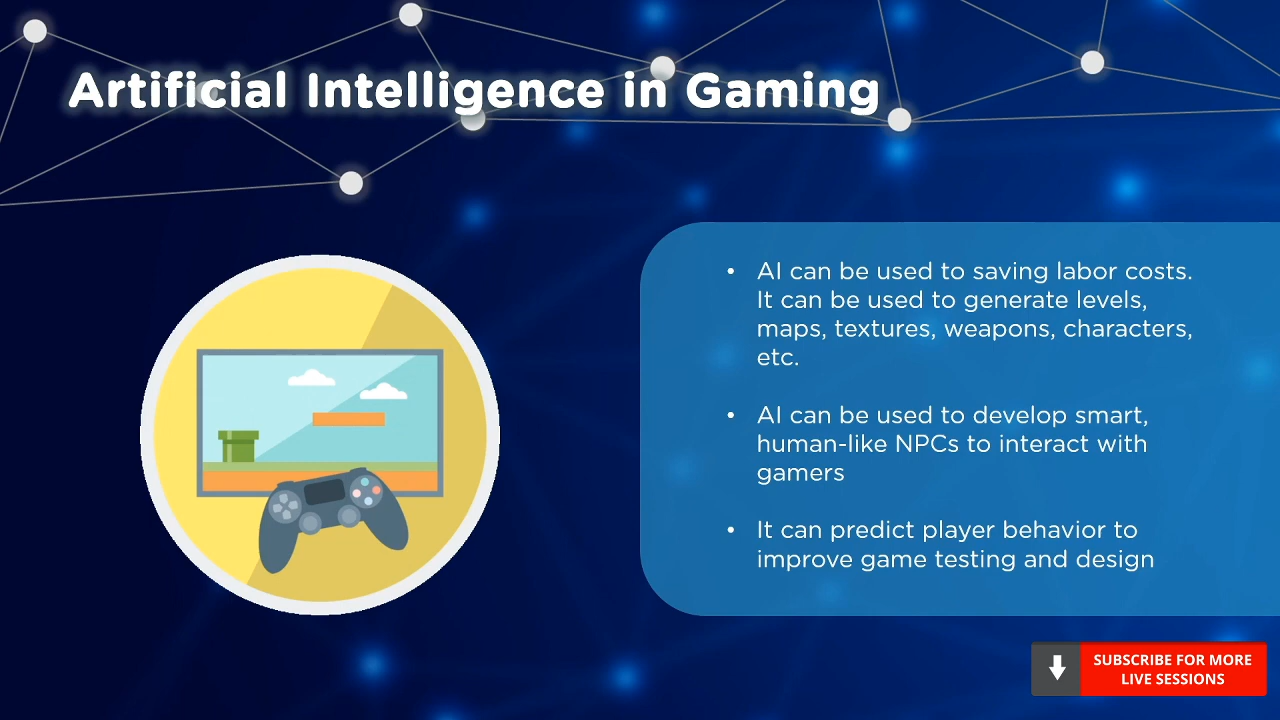 Artificial Intelligence in Gaming
• AI can be used to saving labor costs.
It can be used to generate levels,
maps, textures, weapons, characters,
etc.
• AI can be used to develop smart,
human-like NPCs to interact with
gamers
• It can predict player behavior to
improve game testing and design
SUBSCRIBE FOR MORE
LIVE SESSIONS